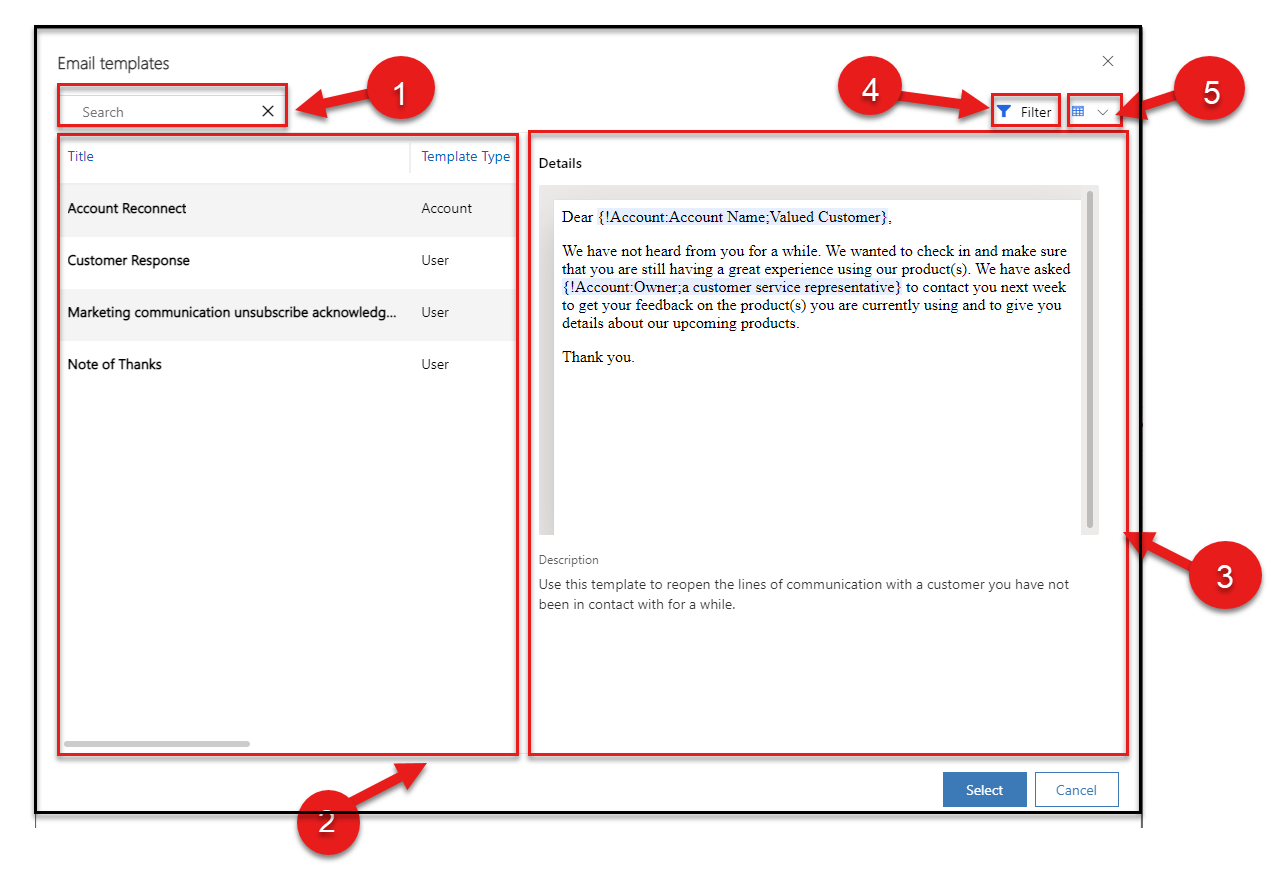 Email templates
1
4
5
Search
Filter
Title
Template Type
Details
Account Reconnect
Account
Customer Response
User
Marketing communication unsubscribe acknowledg...
User
Note of Thanks
User
Dear {!Account:Account Name;Valued Customer},
We have not heard from you for a while. We wanted to check in and make sure
that you are still having a great experience using our product(s). We have asked
{!Account:Owner;a customer service representative} to contact you next week
to get your feedback on the product(s) you are currently using and to give you
details about our upcoming products.
Thank you.
3
Description
Use this template to reopen the lines of communication with a customer you have not
been in contact with for a while.
Select
Cancel
2